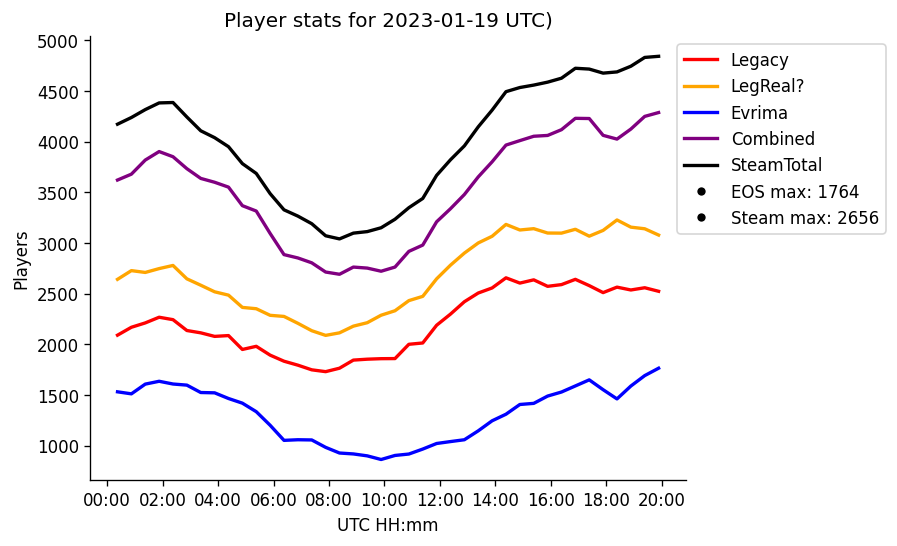 Player stats for 2023-01-19 UTC)
5000
4500
4000
3500
3000
2500
2000
1500
1000
Players
00:00 02:00 04:00 06:00 08:00 10:00 12:00 14:00 16:00 18:00 20:00
UTC HH:mm
Legacy
LegReal?
Evrima
Combined
SteamTotal
EOS max: 1764
Steam max: 2656